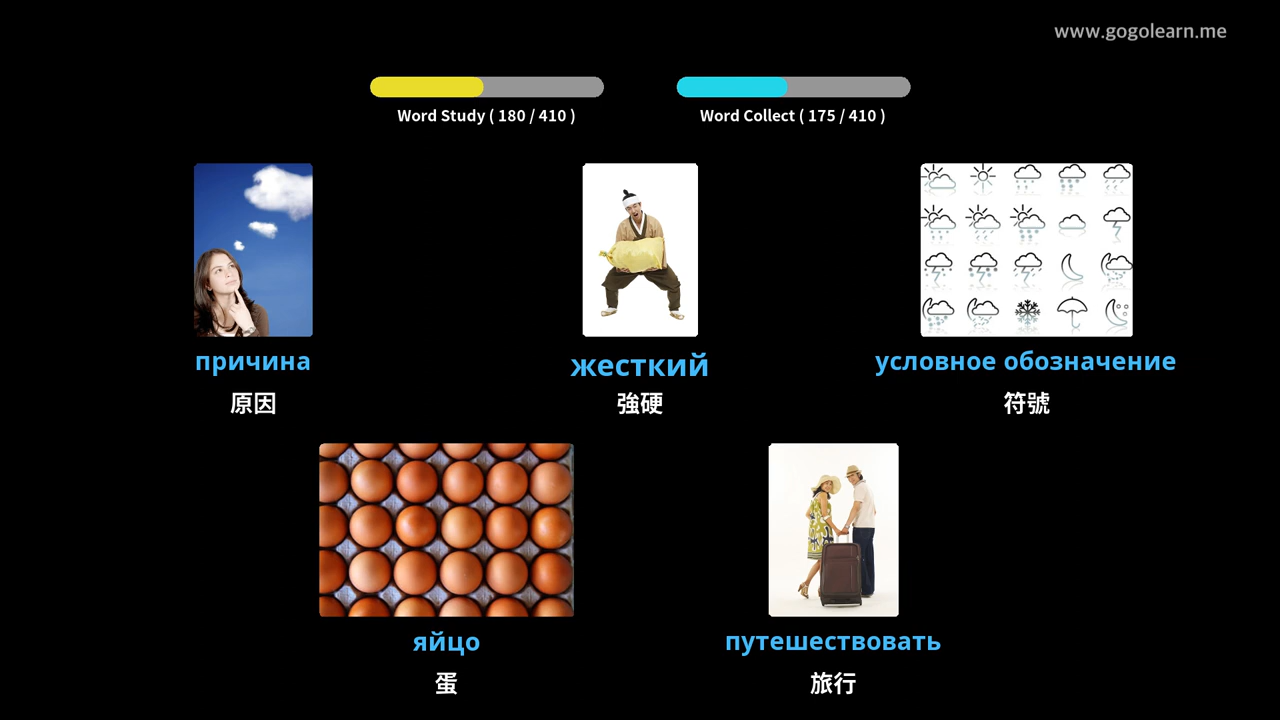 www.gogolearn.me
Word Study ( 180 / 410 )
Word Collect ( 175 / 410 )
причина
жесткий
условное обозначение
原因
強硬
符號
яйцо
путешествовать
蛋
旅行